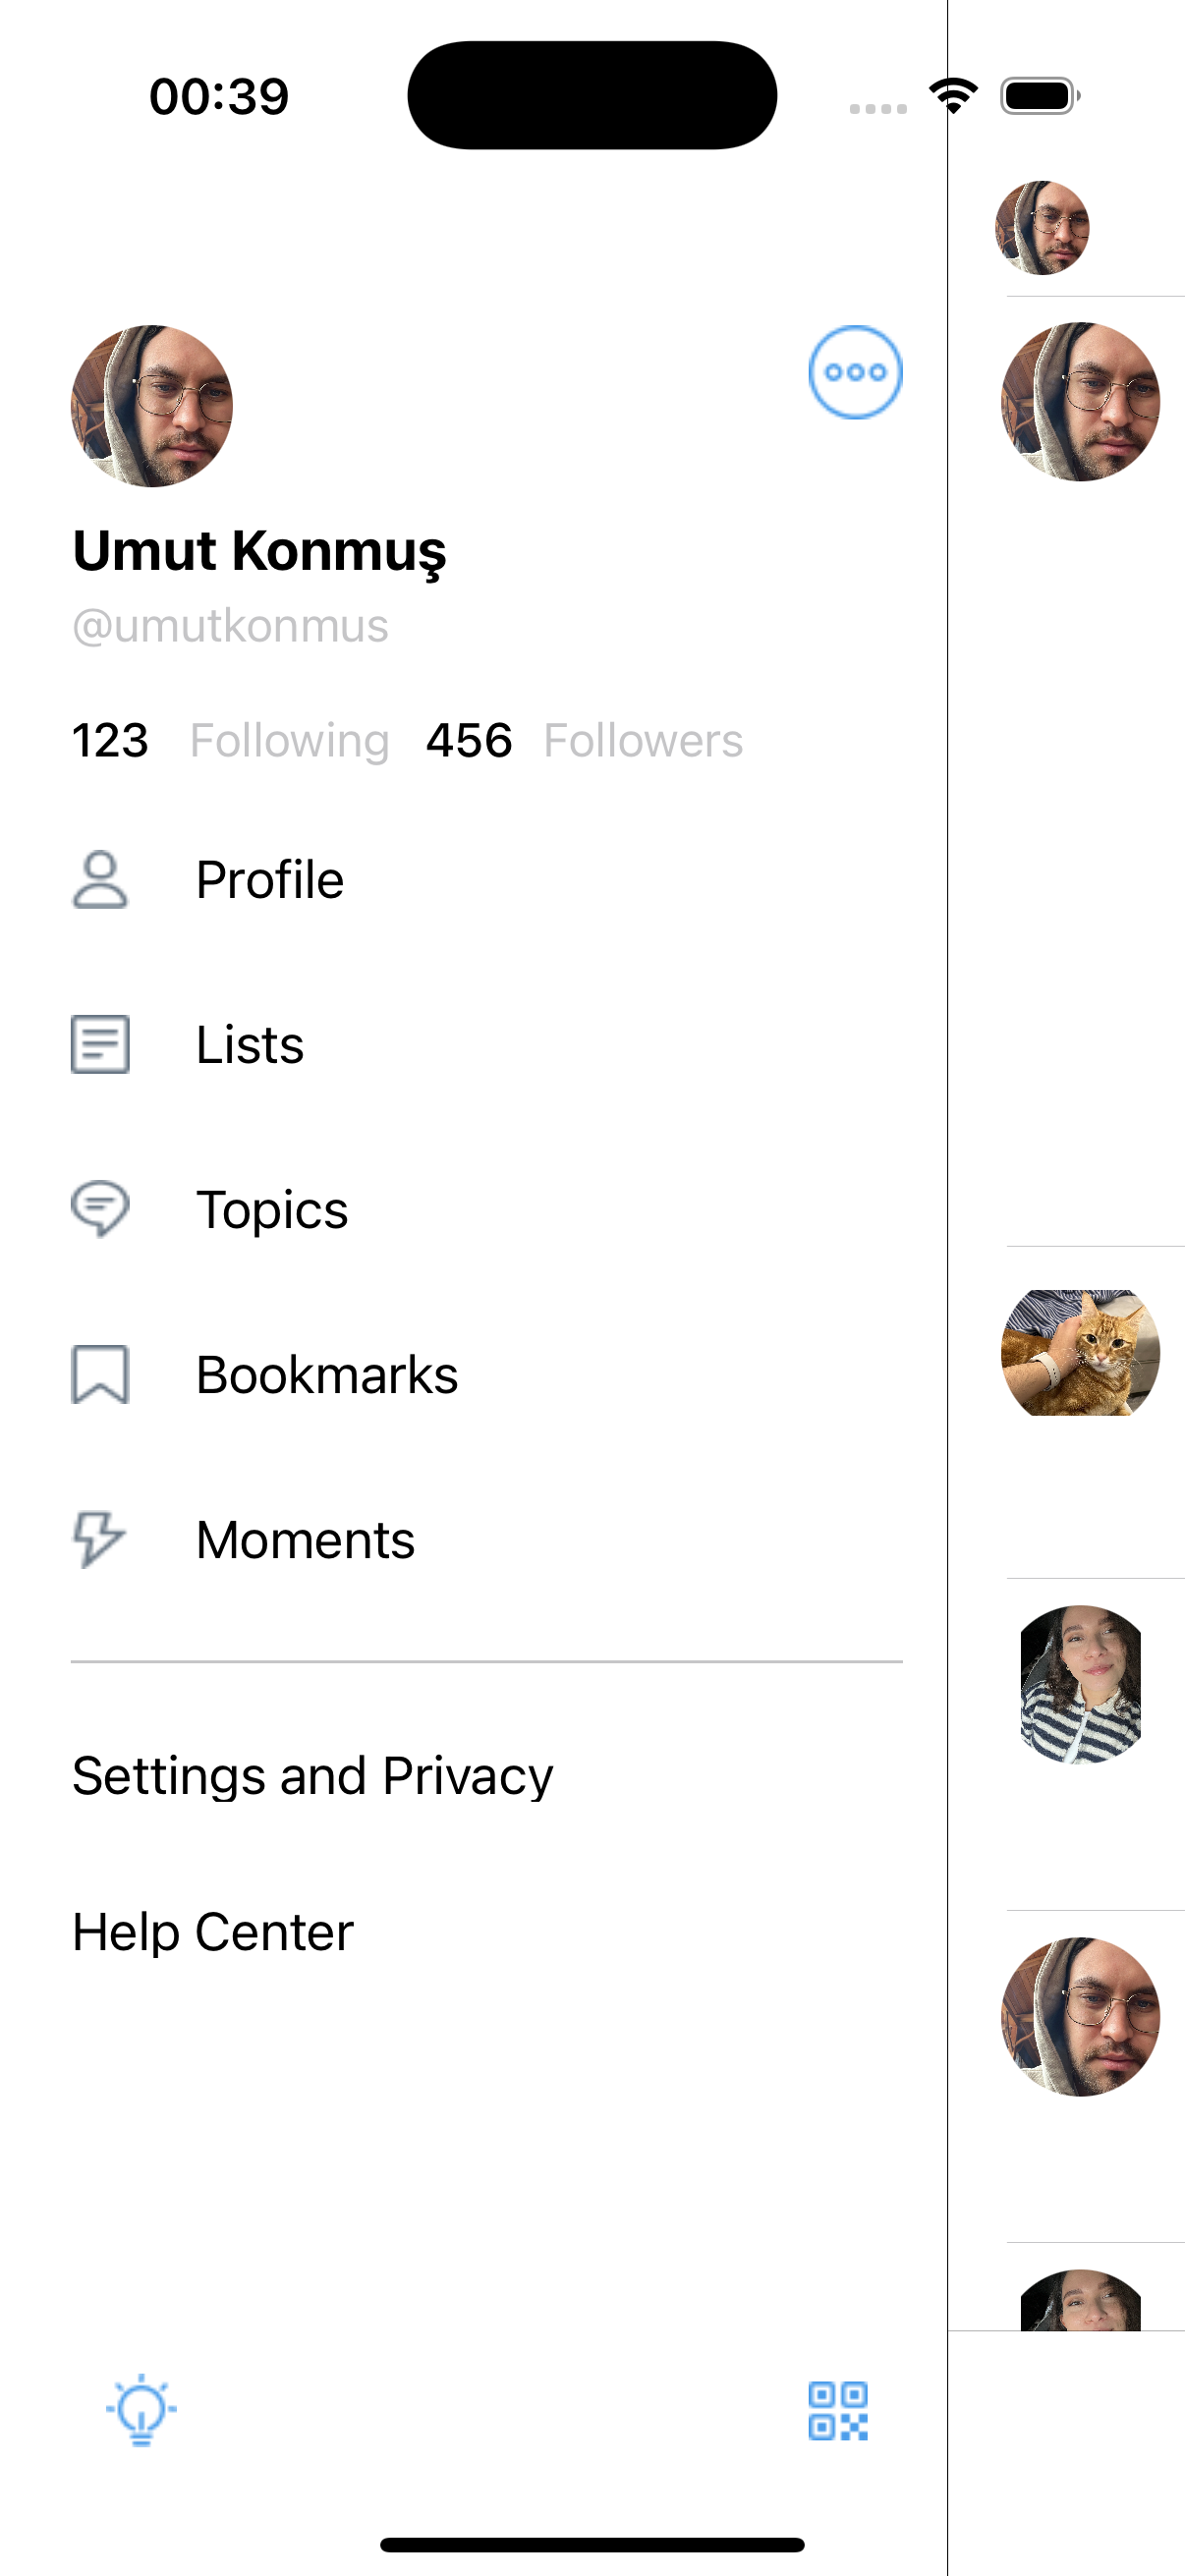 00:39
Umut Konmuş
@umutkonmus
123 Following 456 Followers
Profile
Lists
Topics
Bookmarks
Moments
Settings and Privacy
Help Center